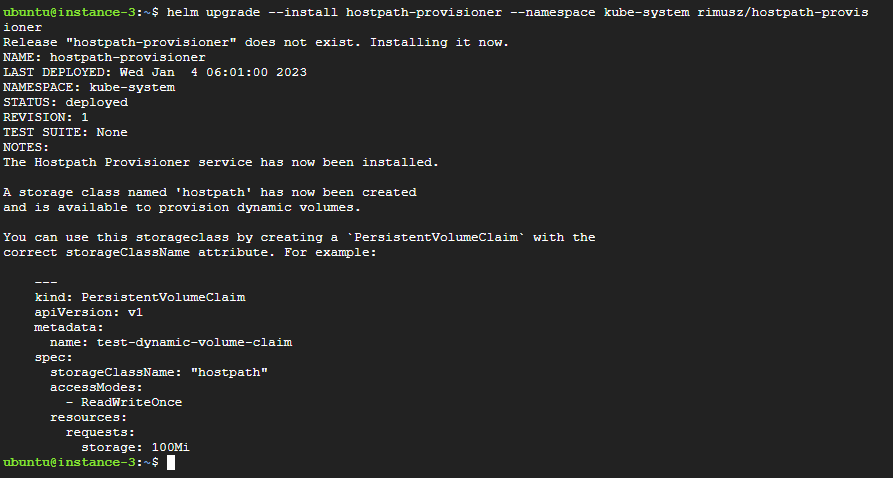 ubuntu@instance-3:~$ helm upgrade --install hostpath-provisioner --namespace kube-system rimusz/hostpath-provis
ioner
Release "hostpath-provisioner" does not exist. Installing it now.
NAME: hostpath-provisioner
LAST DEPLOYED: Wed Jan  4 06:01:00 2023
NAMESPACE: kube-system
STATUS: deployed
REVISION: 1
TEST SUITE: None
NOTES:
The Hostpath Provisioner service has now been installed.

A storage class named 'hostpath' has now been created
and is available to provision dynamic volumes.

You can use this storageclass by creating a `PersistentVolumeClaim` with the
correct storageClassName attribute. For example:

    ---
    kind: PersistentVolumeClaim
    apiVersion: v1
    metadata:
      name: test-dynamic-volume-claim
    spec:
      storageClassName: "hostpath"
      accessModes:
        - ReadWriteOnce
      resources:
        requests:
          storage: 100Mi
ubuntu@instance-3:~$